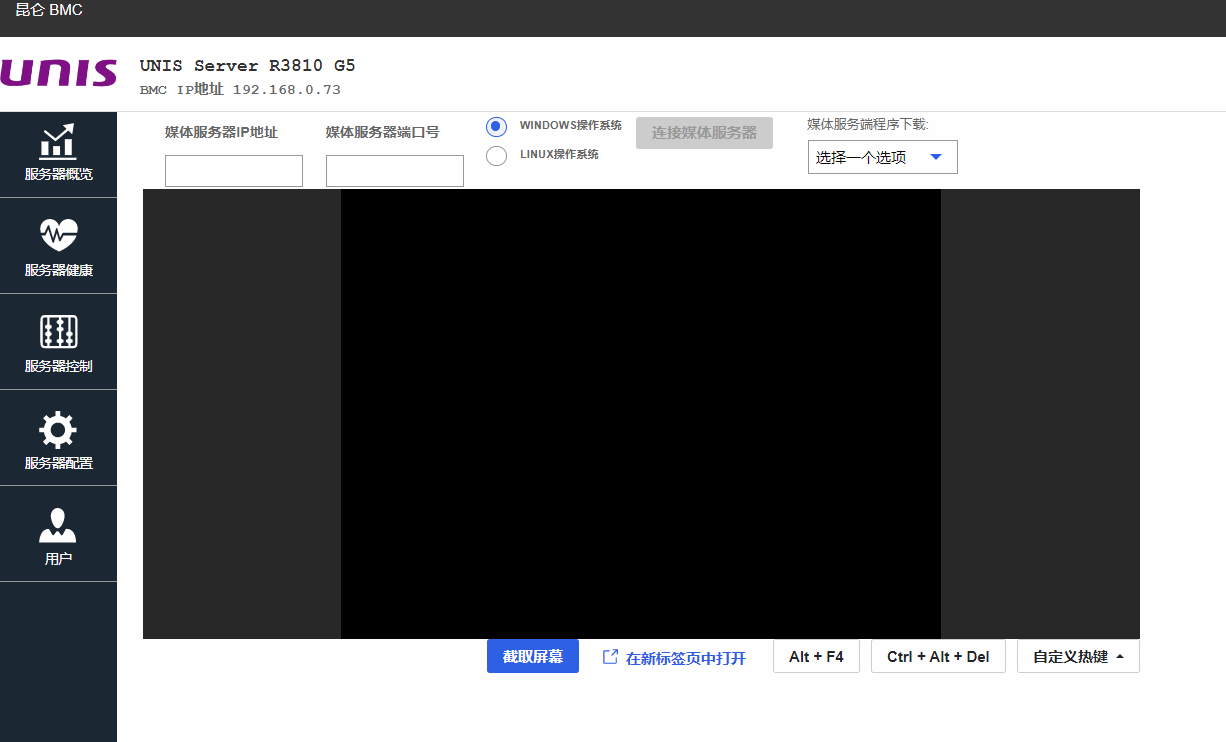 昆仑 BMC
UNIS
UNIS Server R3810 G5
BMC IP地址 192.168.0.73
媒体服务器IP地址
媒体服务器端口号
WINDOWS操作系统
LINUX操作系统
连接媒体服务器
媒体服务端程序下载:
选择一个选项
服务器概览
服务器健康
服务器控制
服务器配置
用户
截取屏幕
在新标签页中打开
Alt + F4
Ctrl + Alt + Del
自定义热键